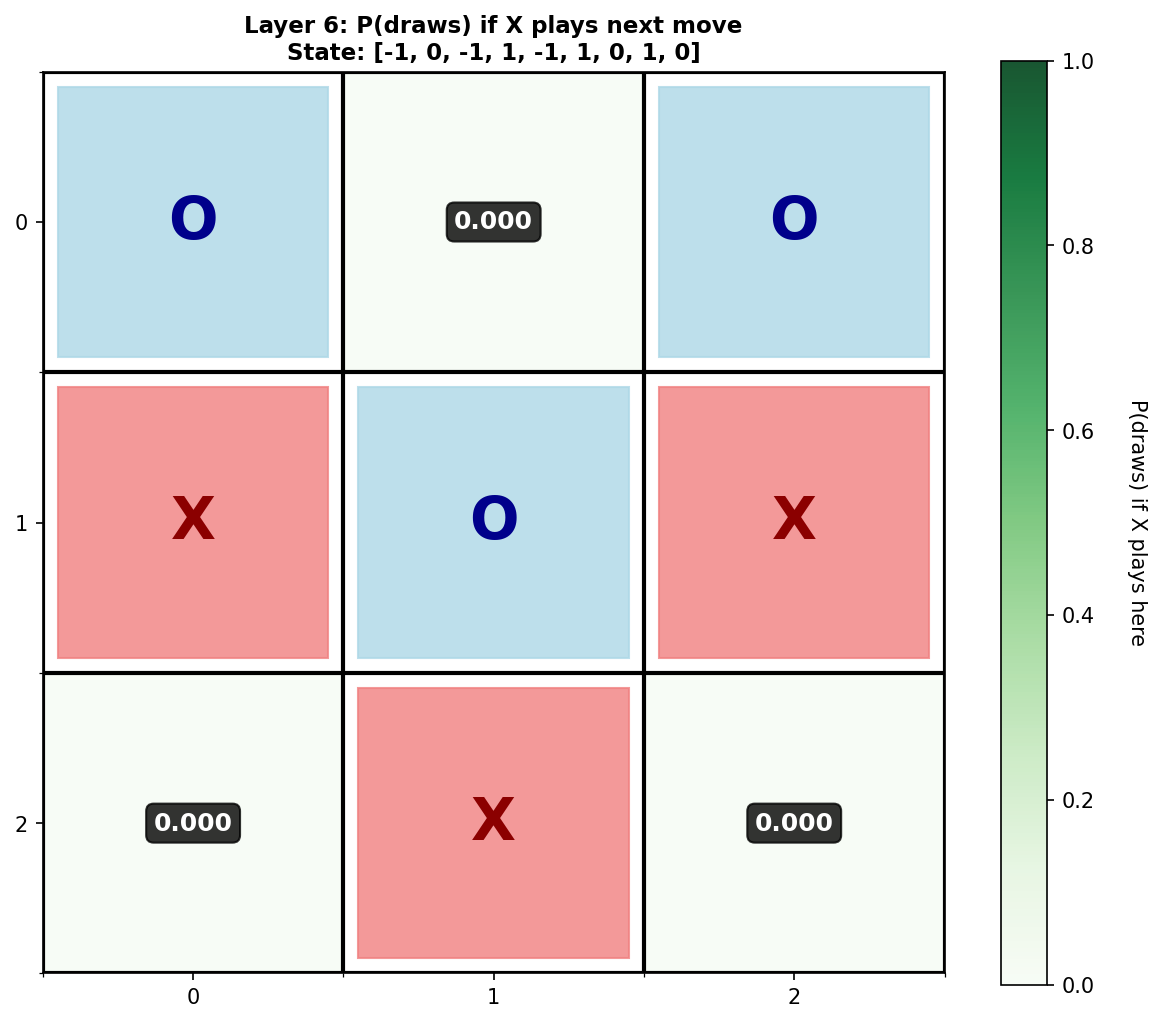 Layer 6: P(draws) if X plays next move
State: [-1, 0, -1, 1, -1, 1, 0, 1, 0]
0
O
0.000
O
1
X
O
X
2
0.000
X
0.000
0
1
2
1.0
0.8
0.6
0.4
0.2
0.0
P(draws) if X plays here